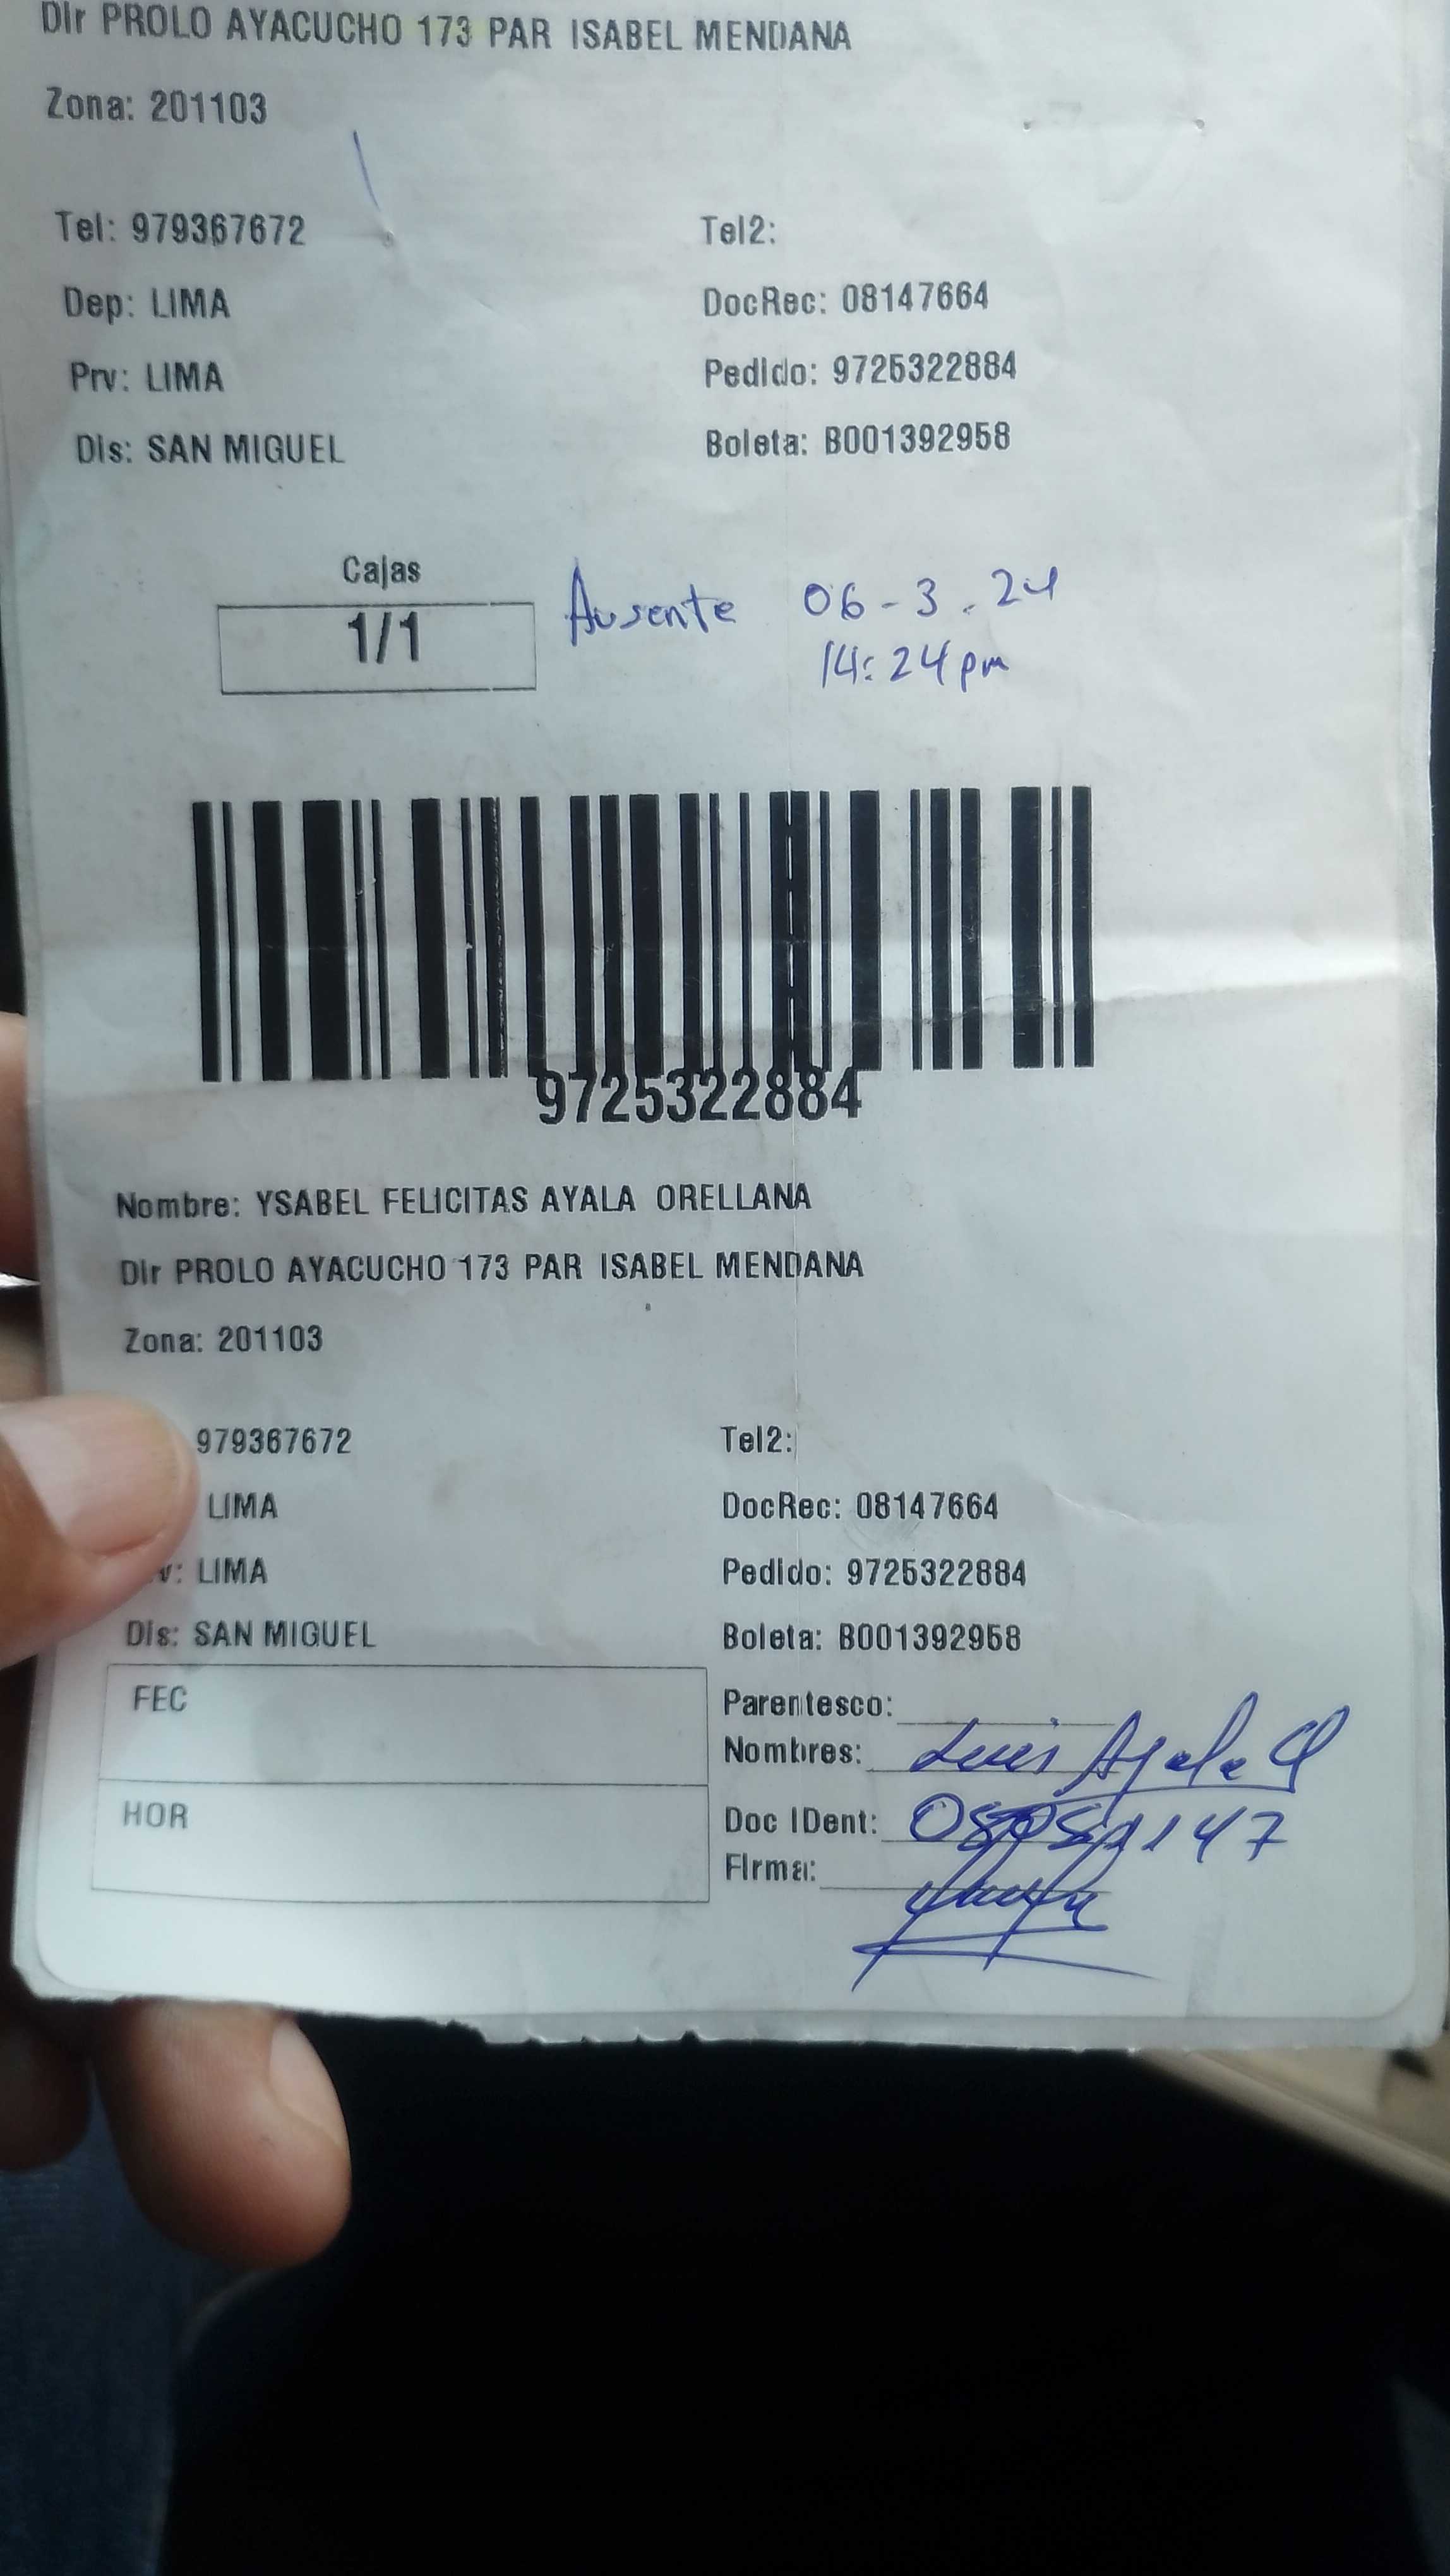 Dir PROLO AYACUCHO 173 PAR ISABEL MENDANA
Zona: 201103
Tel: 979367672 Tel2:
Dep: LIMA DocRec: 08147664
Prv: LIMA Pedido: 9725322884
Dis: SAN MIGUEL Boleta: B001392958
Cajas
1/1
Ausente 06-3.24
14:24pm
9725322884
Nombre: YSABEL FELICITAS AYALA ORELLANA
Dir PROLO AYACUCHO 173 PAR ISABEL MENDANA
Zona: 201103
979367672 Tel2:
LIMA DocRec: 08147664
v: LIMA Pedido: 9725322884
Dis: SAN MIGUEL Boleta: B001392958
FEC
Parentesco:
Nombres: Luis Ayala O
HOR
Doc IDent:
Firma: